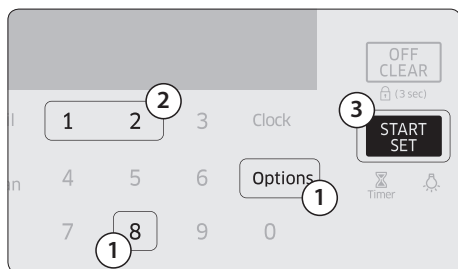 OFF
CLEAR
(3 sec)
2
3
1 2 3 Clock
START
SET
4 5 6 Options
1
Timer
7 8 9 0
1